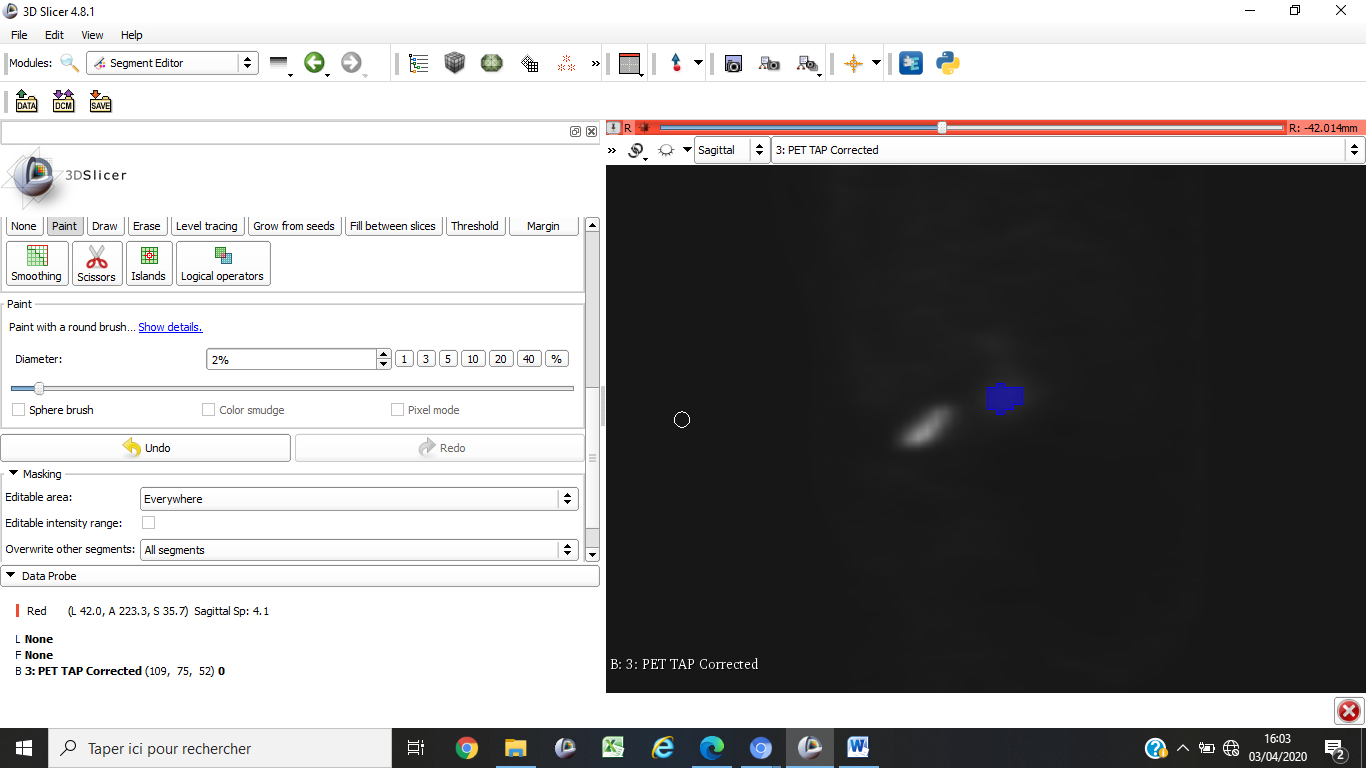 3D Slicer 4.8.1
File Edit View Help
Modules: Segment Editor »
DATA DCM SAVE
R R: -42.014mm
» Sagittal 3: PET TAP Corrected
3DSlicer
None Paint Draw Erase Level tracing Grow from seeds Fill between slices Threshold Margin
Smoothing Scissors Islands Logical operators
Paint
Paint with a round brush... Show details.
Diameter: 2% 1 3 5 10 20 40 %
Sphere brush Color smudge Pixel mode
Undo Redo
Masking
Editable area: Everywhere
Editable intensity range:
Overwrite other segments: All segments
Data Probe
Red (L 42.0, A 223.3, S 35.7) Sagittal Sp: 4.1
L None
F None
B 3: PET TAP Corrected (109, 75, 52) 0
B: 3: PET TAP Corrected
Taper ici pour rechercher
16:03
03/04/2020
2